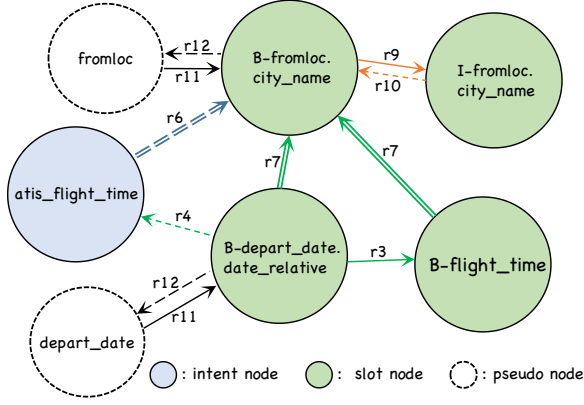 fromloc
r12
r11
B-fromloc.
city_name
r9
r10
I-fromloc.
city_name
r6
atis_flight_time
r7
r7
r4
B-depart_date.
date_relative
r3
B-flight_time
r12
r11
depart_date
: intent node
: slot node
: pseudo node